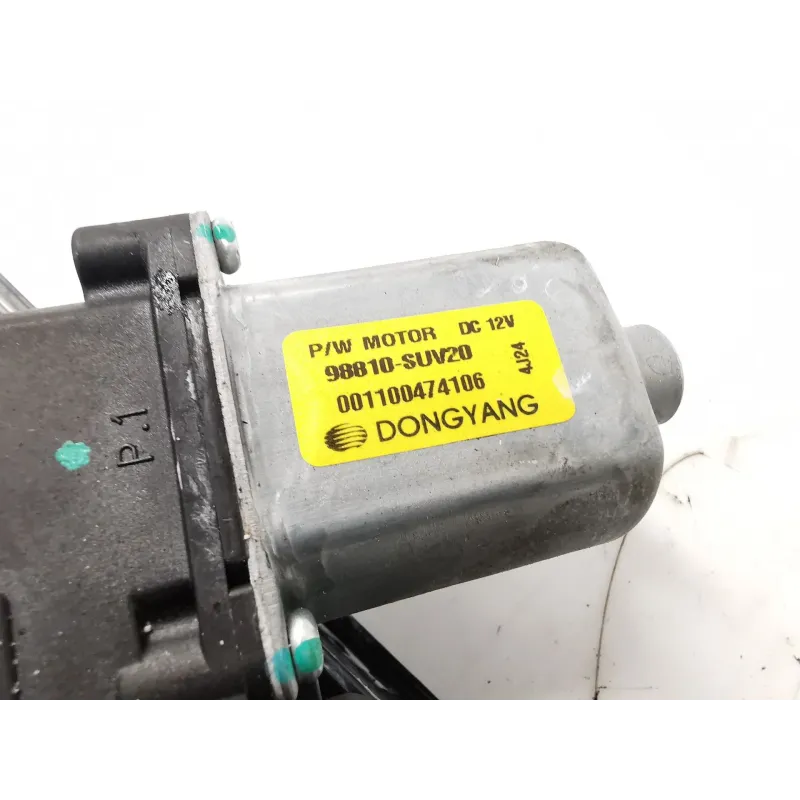 P/W MOTOR DC 12V
98810-SUV20
001100474106
4J24
DONGYANG
P.1